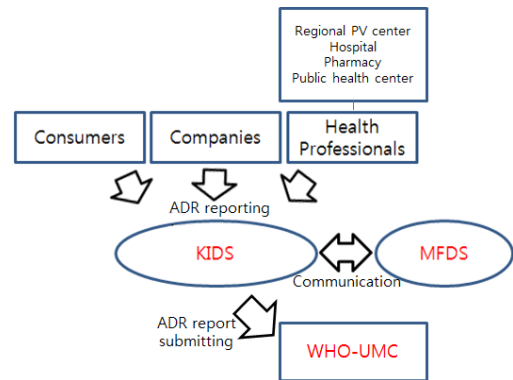 Regional PV center
Hospital
Pharmacy
Public health center
Consumers
Companies
Health
Professionals
ADR reporting
KIDS
MFDS
Communication
ADR report
submitting
WHO-UMC